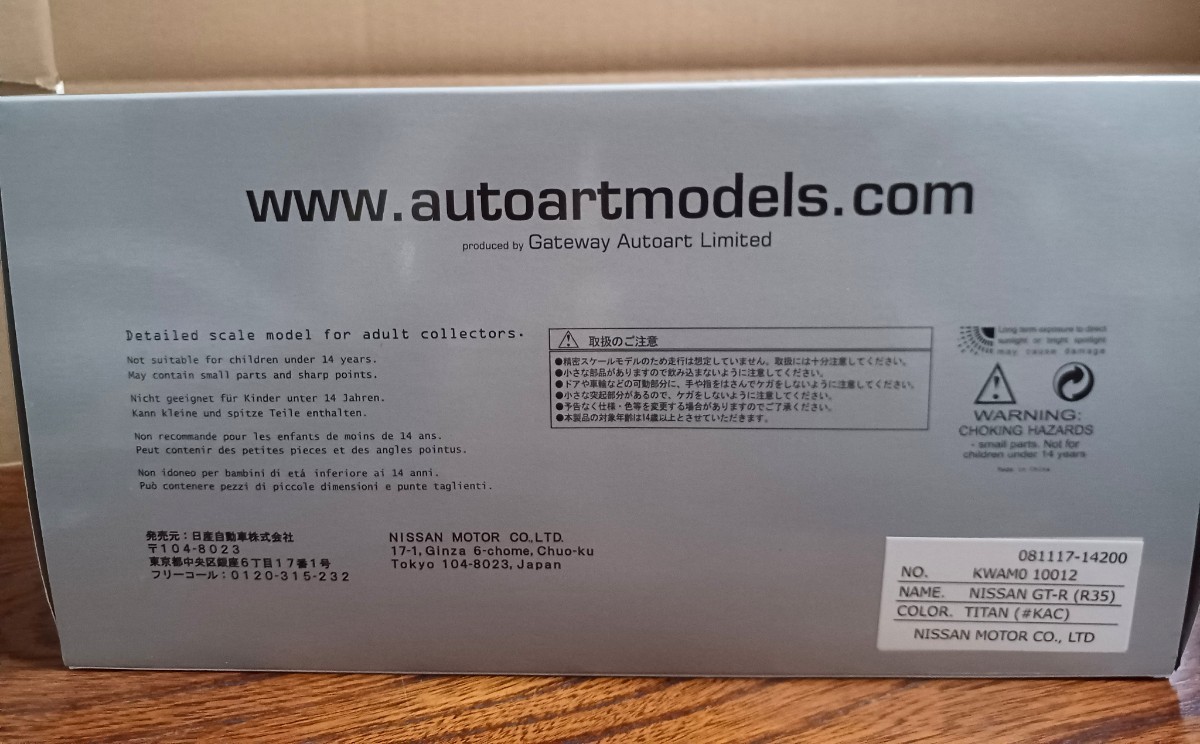 www.autoartmodels.com
produced by Gateway Autoart Limited
Detailed scale model for adult collectors.
Not suitable for children under 14 years.
May contain small parts and sharp points.
Nicht geeignet für Kinder unter 14 Jahren.
Kann kleine und spitze Teile enthalten.
Non recommande pour les enfants de moins de 14 ans.
Peut contenir des petites pieces et des angles pointus.
Non idoneo per bambini di etá inferiore ai 14 anni.
Può contenere pezzi di piccole dimensioni e punte taglienti.
取扱のご注意
●精密スケールモデルのため走行は想定していません。取扱には十分注意してください。
●小さな部品がありますので飲み込まないように注意してください。
●ドアや車輪などの可動部分に、手や指をはさんでケガをしないように注意してください。
●小さな突起部分があるので、ケガをしないように注意してください。
●予告なく仕様・色等を変更する場合がありますのでご了承ください。
●本製品の対象年齢は14歳以上とさせていただきます。
Long term exposure to direct
sunlight or bright spotlight
may cause damage
WARNING:
CHOKING HAZARDS
- small parts. Not for
children under 14 years
Made in China
発売元：日産自動車株式会社
〒104-8023
東京都中央区銀座6丁目17番1号
フリーコール：0120-315-232
NISSAN MOTOR CO.,LTD.
17-1, Ginza 6-chome, Chuo-ku
Tokyo 104-8023, Japan
081117-14200
NO. KWAM0 10012
NAME. NISSAN GT-R (R35)
COLOR. TITAN (#KAC)
NISSAN MOTOR CO., LTD